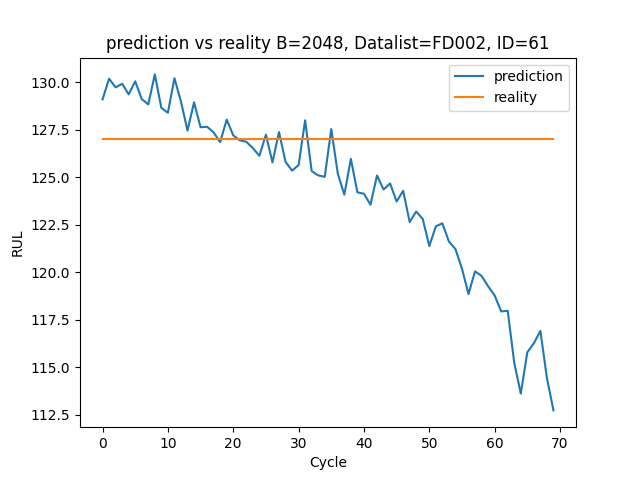 prediction vs reality B=2048, Datalist=FD002, ID=61
prediction
reality
130.0
127.5
125.0
122.5
120.0
117.5
115.0
112.5
RUL
0 10 20 30 40 50 60 70
Cycle